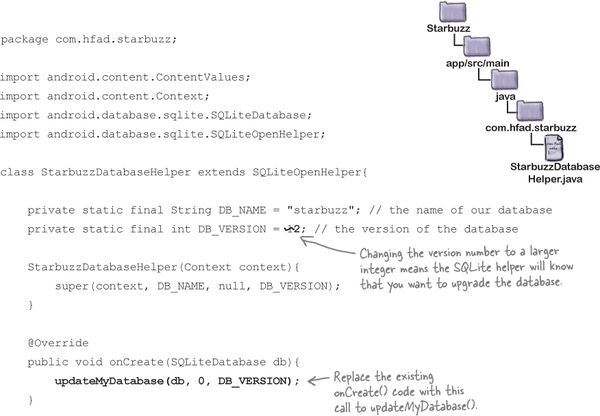 package com.hfad.starbuzz;
import android.content.ContentValues;
import android.content.Context;
import android.database.sqlite.SQLiteDatabase;
import android.database.sqlite.SQLiteOpenHelper;
class StarbuzzDatabaseHelper extends SQLiteOpenHelper{
private static final String DB_NAME = "starbuzz"; // the name of our database
private static final int DB_VERSION = 2; // the version of the database
Changing the version number to a larger
integer means the SQLite helper will know
that you want to upgrade the database.
StarbuzzDatabaseHelper(Context context){
super(context, DB_NAME, null, DB_VERSION);
}
@Override
public void onCreate(SQLiteDatabase db){
updateMyDatabase(db, 0, DB_VERSION);
}
Replace the existing
onCreate() code with this
call to updateMyDatabase().
Starbuzz
app/src/main
java
com.hfad.starbuzz
StarbuzzDatabase
Helper.java